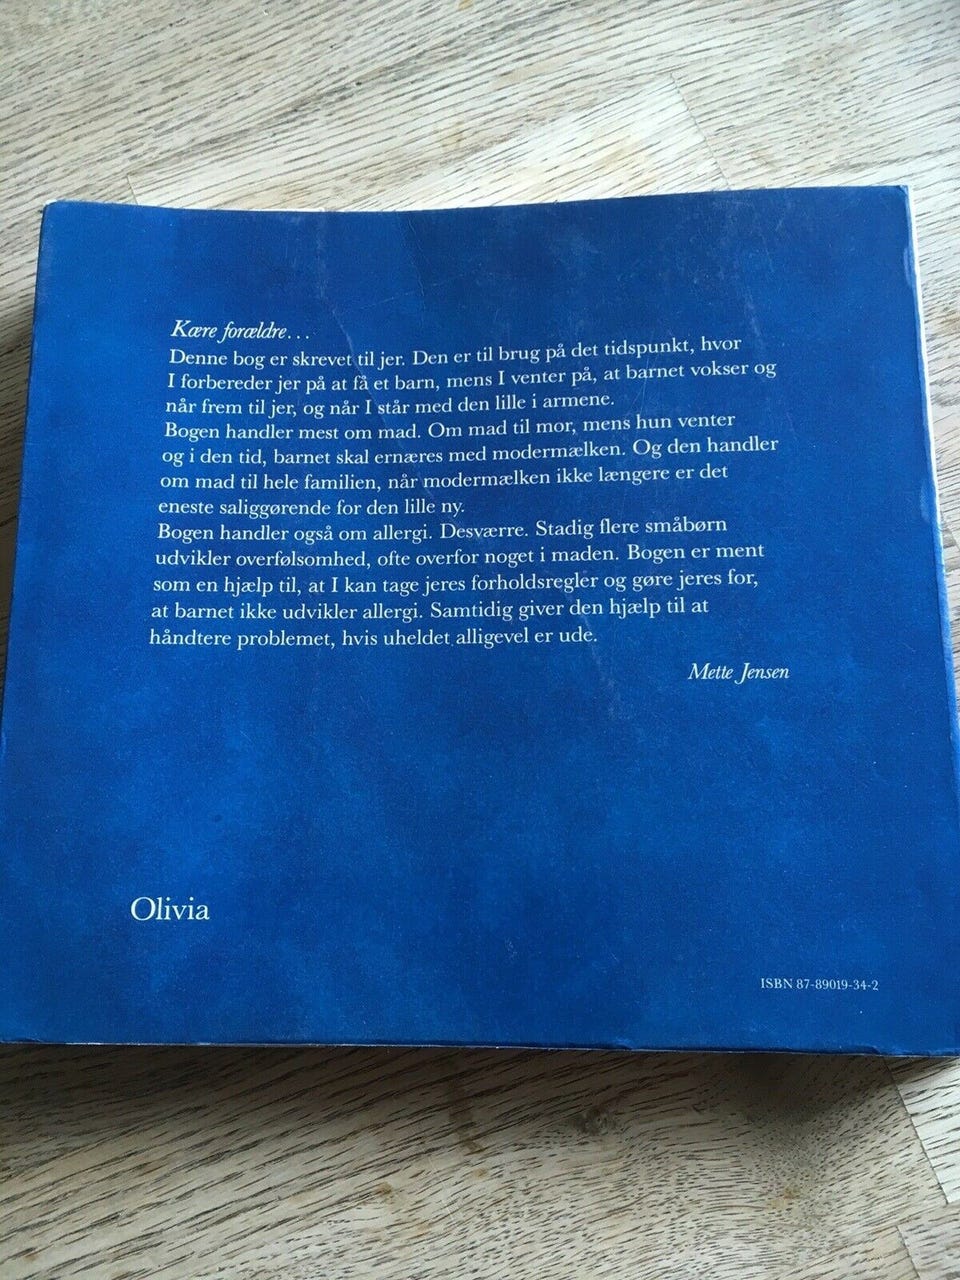 Kære forældre...
Denne bog er skrevet til jer. Den er til brug på det tidspunkt, hvor
I forbereder jer på at få et barn, mens I venter på, at barnet vokser og
når frem til jer, og når I står med den lille i armene.
Bogen handler mest om mad. Om mad til mor, mens hun venter
og i den tid, barnet skal ernæres med modermælken. Og den handler
om mad til hele familien, når modermælken ikke længere er det
eneste saliggørende for den lille ny.
Bogen handler også om allergi. Desværre. Stadig flere småbørn
udvikler overfølsomhed, ofte overfor noget i maden. Bogen er ment
som en hjælp til, at I kan tage jeres forholdsregler og gøre jeres for,
at barnet ikke udvikler allergi. Samtidig giver den hjælp til at
håndtere problemet, hvis uheldet alligevel er ude.
Mette Jensen
Olivia
ISBN 87-89019-34-2